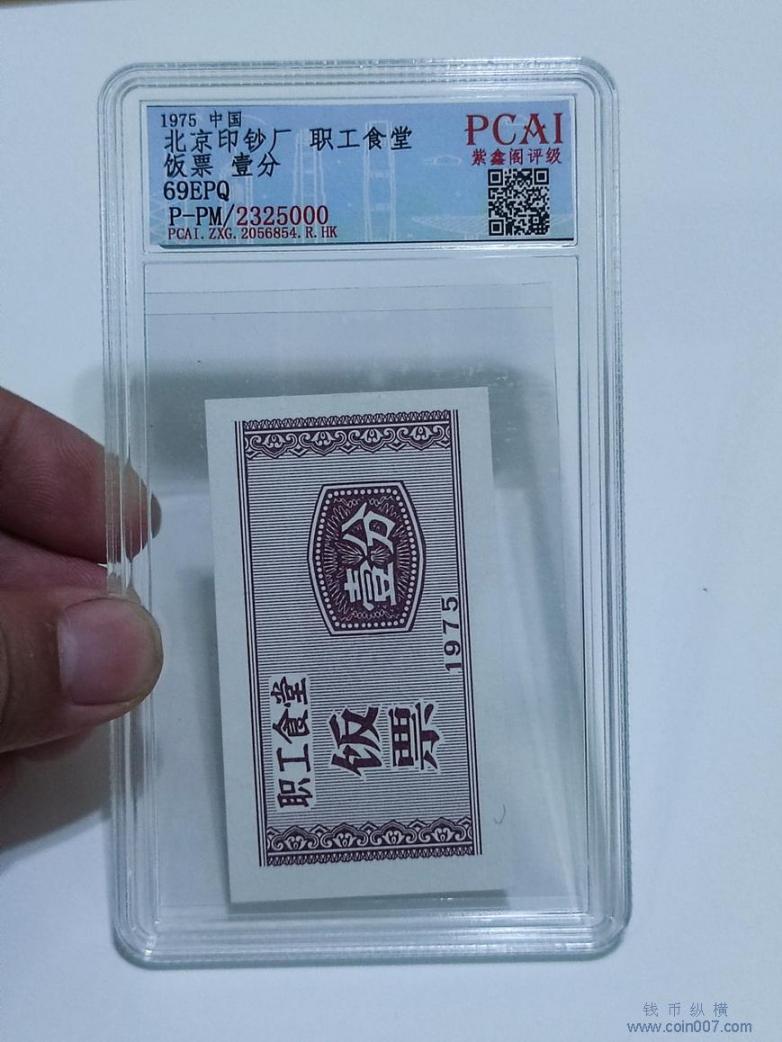 1975 中国
北京印钞厂 职工食堂
饭票 壹分
69EPQ
P-PM/2325000
PCAI.ZXG.2056854.R.HK
PCAI
紫鑫阁评级
职工食堂
饭票
壹分
1975
钱币纵横
www.coin007.com